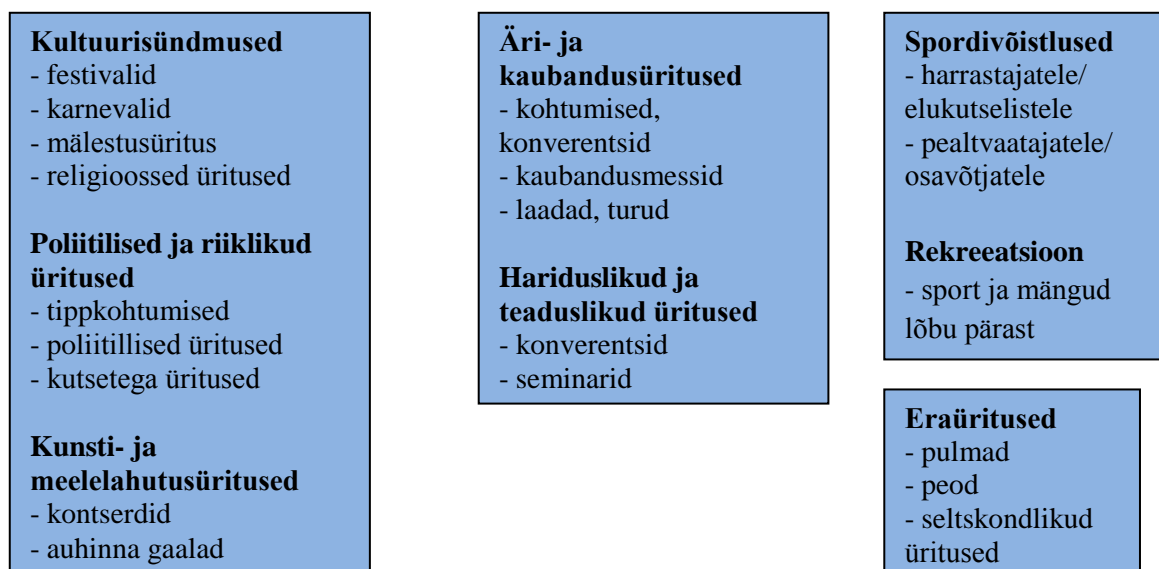 Kultuurisündmused
- festivalid
- karnevalid
- mälestusüritus
- religioossed üritused
Poliitilised ja riiklikud
üritused
- tippkohtumised
- poliitillised üritused
- kutsetega üritused
Kunsti- ja
meelelahutusüritused
- kontserdid
- auhinna gaalad
Äri- ja
kaubandusüritused
- kohtumised,
konverentsid
- kaubandusmessid
- laadad, turud
Hariduslikud ja
teaduslikud üritused
- konverentsid
- seminarid
Spordivõistlused
- harrastajatele/
elukutselistele
- pealtvaatajatele/
osavõtjatele
Rekreeatsioon
- sport ja mängud
lõbu pärast
Eraüritused
- pulmad
- peod
- seltskondlikud
üritused